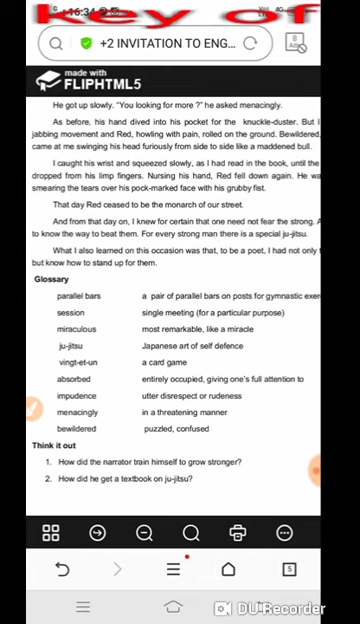 key of
16:34
+2 INVITATION TO ENG...
8
made with
FLIPHTML5
He got up slowly. “You looking for more ?” he asked menacingly.
As before, his hand dived into his pocket for the knuckle-duster. But I
jabbing movement and Red, howling with pain, rolled on the ground. Bewildered,
came at me swinging his head furiously from side to side like a maddened bull.
I caught his wrist and squeezed slowly, as I had read in the book, until the
dropped from his limp fingers. Nursing his hand, Red fell down again. He wa
smearing the tears over his pock-marked face with his grubby fist.
That day Red ceased to be the monarch of our street.
And from that day on, I knew for certain that one need not fear the strong. A
to know the way to beat them. For every strong man there is a special ju-jitsu.
What I also learned on this occasion was that, to be a poet, I had not only
but know how to stand up for them.
Glossary
parallel bars a pair of parallel bars on posts for gymnastic exer
session single meeting (for a particular purpose)
miraculous most remarkable, like a miracle
ju-jitsu Japanese art of self defence
vingt-et-un a card game
absorbed entirely occupied, giving one's full attention to
impudence utter disrespect or rudeness
menacingly in a threatening manner
bewildered puzzled, confused
Think it out
1. How did the narrator train himself to grow stronger?
2. How did he get a textbook on ju-jitsu?
5
DU Recorder